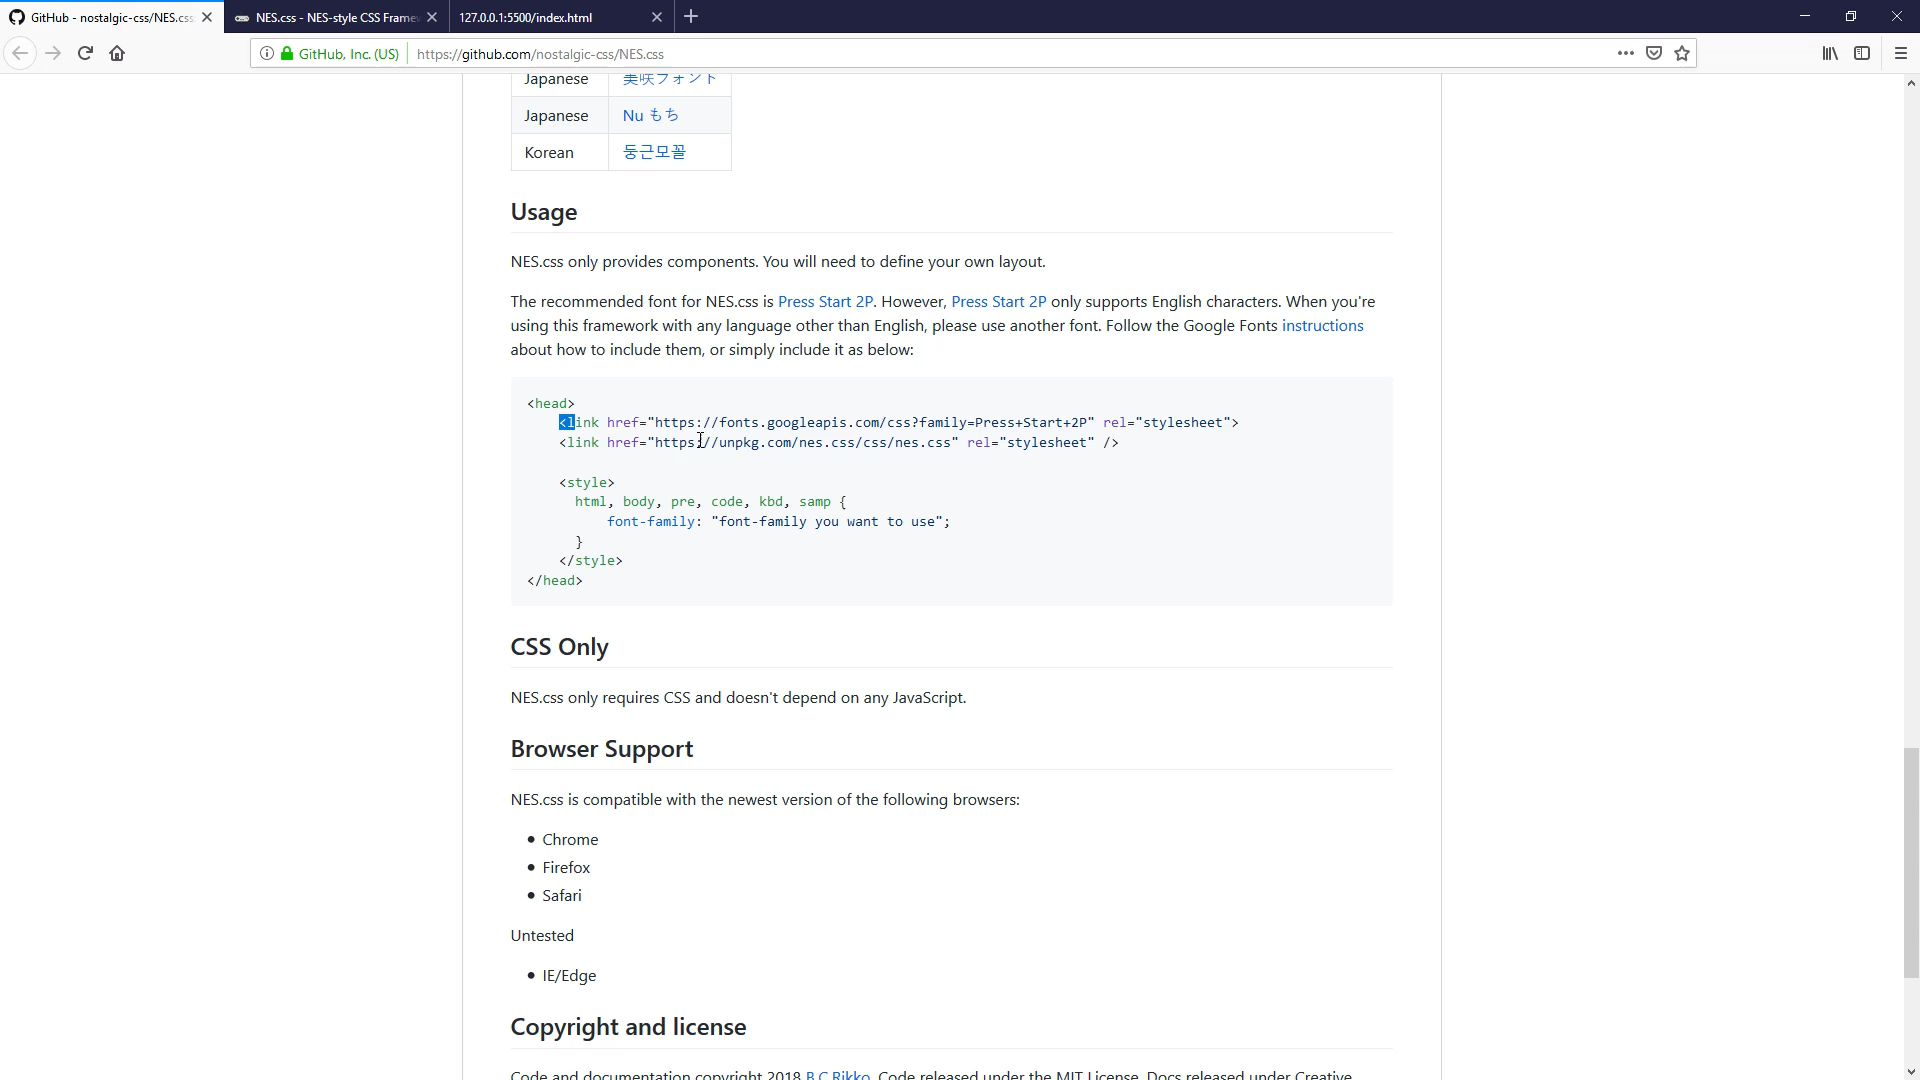 GitHub - nostalgic-css/NES.css
NES.css - NES-style CSS Frame
127.0.0.1:5500/index.html
GitHub, Inc. (US)
https://github.com/nostalgic-css/NES.css
Japanese 美咲フォント
Japanese Nu もち
Korean 둥근모꼴
Usage
NES.css only provides components. You will need to define your own layout.
The recommended font for NES.css is Press Start 2P. However, Press Start 2P only supports English characters. When you're
using this framework with any language other than English, please use another font. Follow the Google Fonts instructions
about how to include them, or simply include it as below:
<head>
<link href="https://fonts.googleapis.com/css?family=Press+Start+2P" rel="stylesheet">
<link href="https://unpkg.com/nes.css/css/nes.css" rel="stylesheet" />
<style>
html, body, pre, code, kbd, samp {
font-family: "font-family you want to use";
}
</style>
</head>
CSS Only
NES.css only requires CSS and doesn't depend on any JavaScript.
Browser Support
NES.css is compatible with the newest version of the following browsers:
Chrome
Firefox
Safari
Untested
IE/Edge
Copyright and license
Code and documentation copyright 2018 B.C.Rikko. Code released under the MIT License. Docs released under Creative